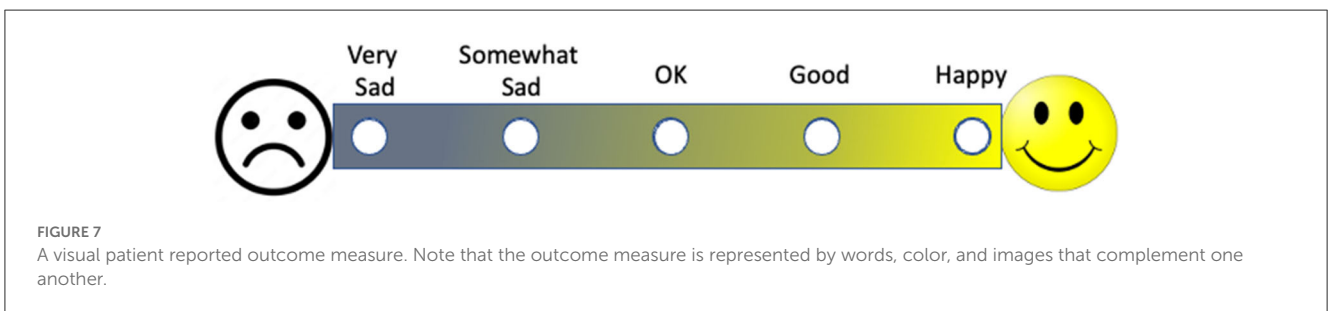 Very
Sad
Somewhat
Sad
OK
Good
Happy
FIGURE 7
A visual patient reported outcome measure. Note that the outcome measure is represented by words, color, and images that complement one
another.